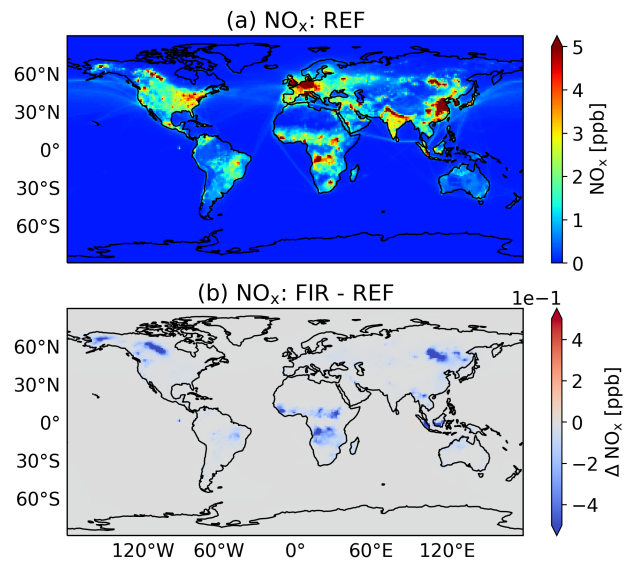 (a) NOx: REF
60°N
30°N
0°
30°S
60°S
5
4
3
2
1
0
NOx [ppb]
(b) NOx: FIR - REF
1e−1
60°N
30°N
0°
30°S
60°S
120°W 60°W 0° 60°E 120°E
4
2
0
−2
−4
Δ NOx [ppb]